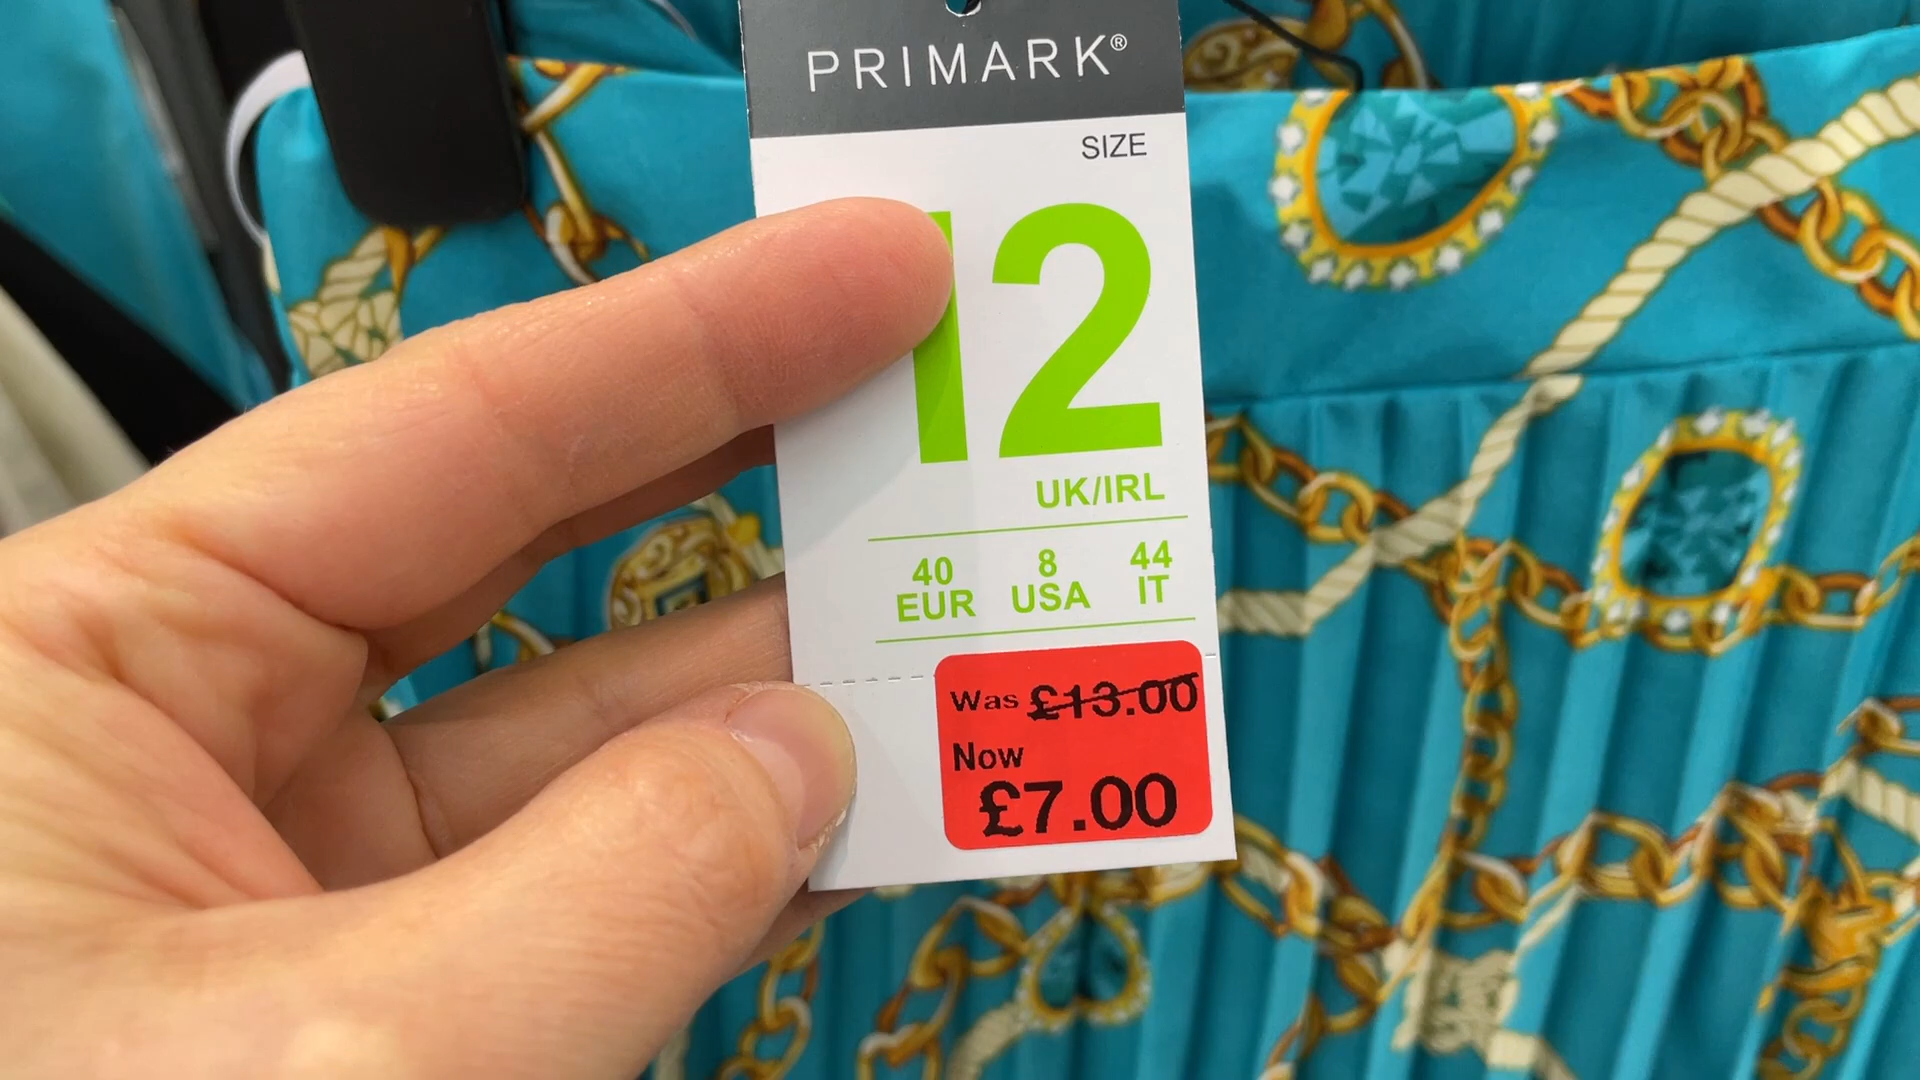 PRIMARK®
SIZE
12
UK/IRL
40 8 44
EUR USA IT
Was £13.00
Now
£7.00